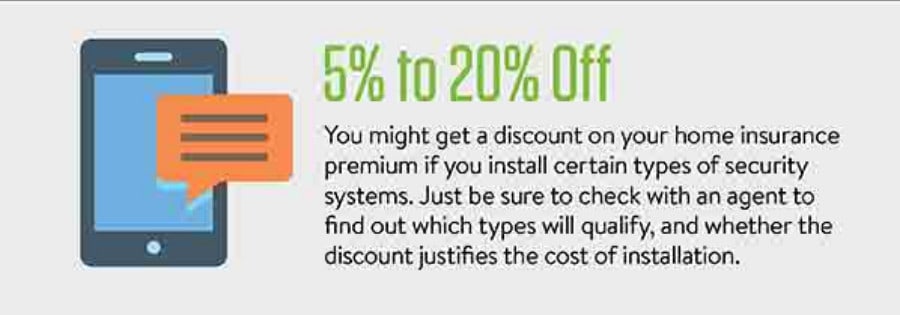 5% to 20% Off
You might get a discount on your home insurance
premium if you install certain types of security
systems. Just be sure to check with an agent to
find out which types will qualify, and whether the
discount justifies the cost of installation.